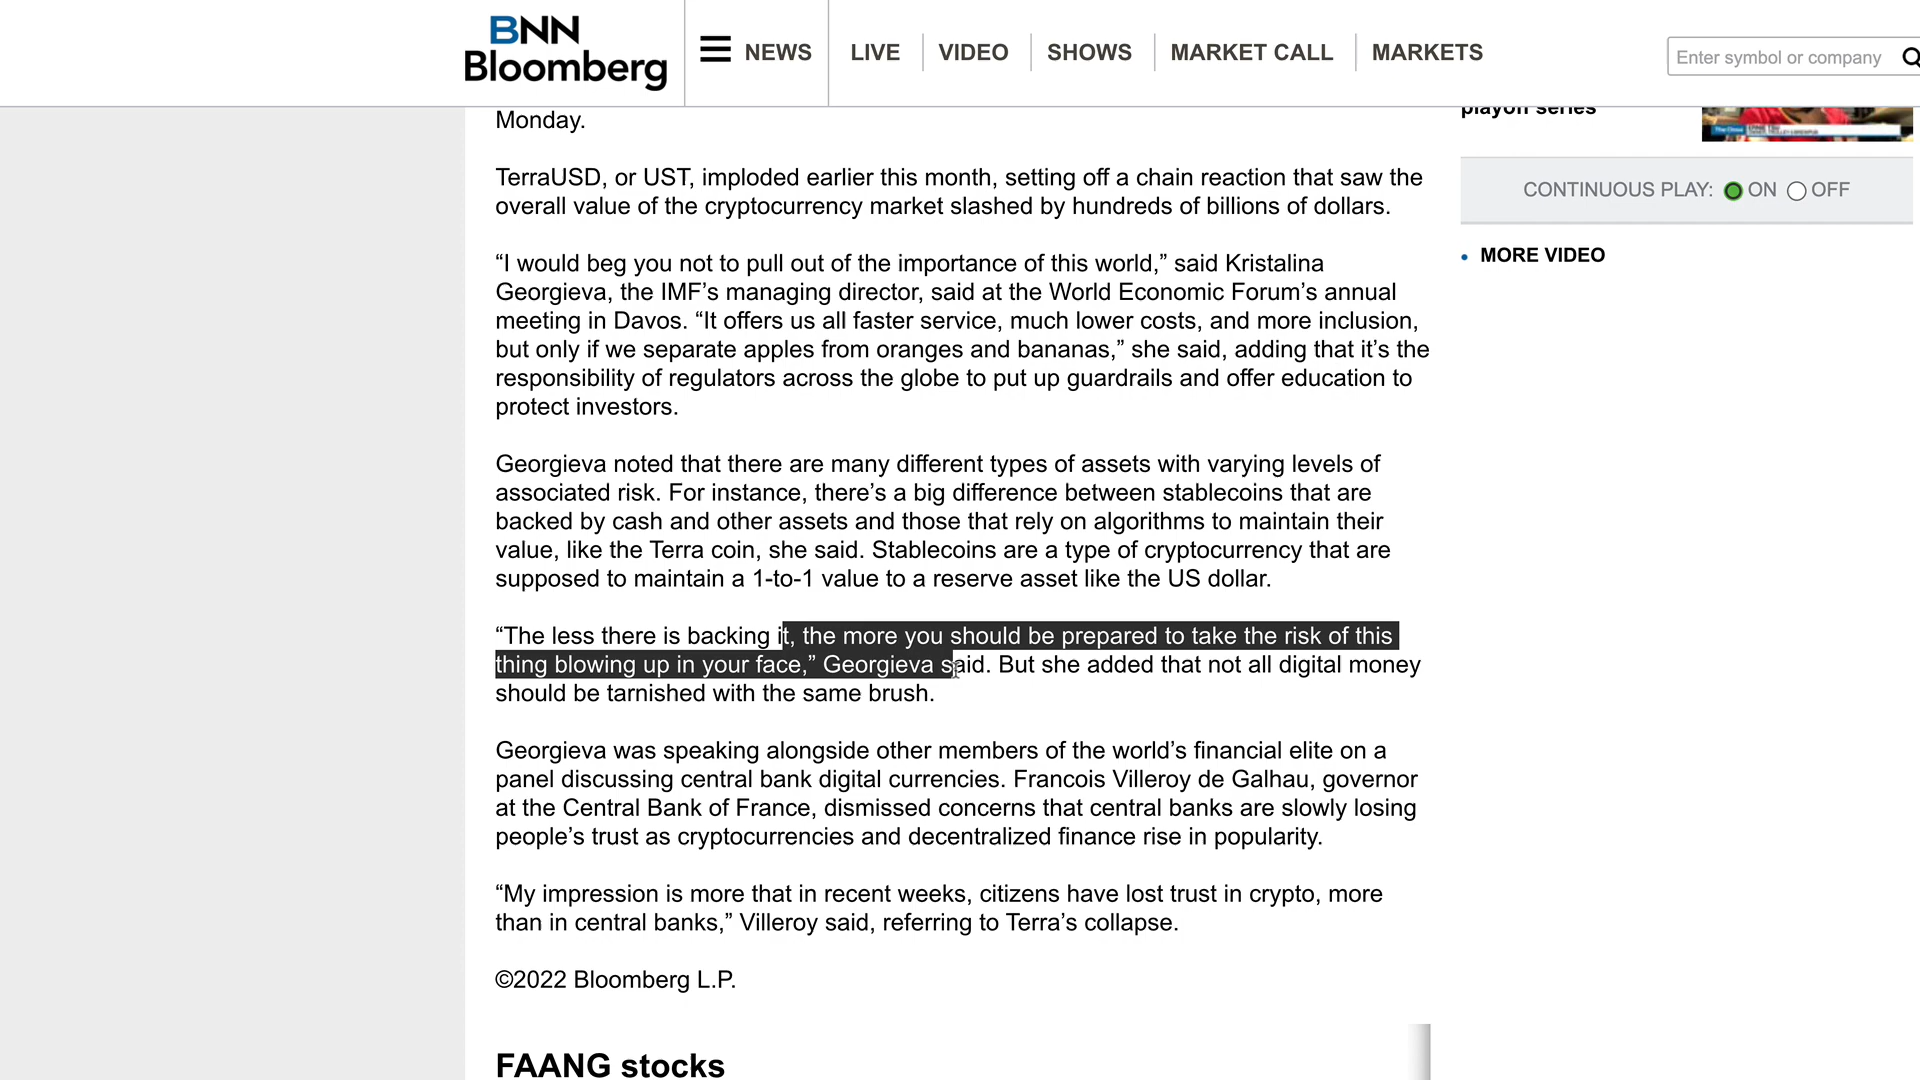 BNN
Bloomberg
NEWS
LIVE
VIDEO
SHOWS
MARKET CALL
MARKETS
Enter symbol or company
Monday.
TerraUSD, or UST, imploded earlier this month, setting off a chain reaction that saw the
overall value of the cryptocurrency market slashed by hundreds of billions of dollars.
“I would beg you not to pull out of the importance of this world,” said Kristalina
Georgieva, the IMF’s managing director, said at the World Economic Forum’s annual
meeting in Davos. “It offers us all faster service, much lower costs, and more inclusion,
but only if we separate apples from oranges and bananas,” she said, adding that it’s the
responsibility of regulators across the globe to put up guardrails and offer education to
protect investors.
Georgieva noted that there are many different types of assets with varying levels of
associated risk. For instance, there’s a big difference between stablecoins that are
backed by cash and other assets and those that rely on algorithms to maintain their
value, like the Terra coin, she said. Stablecoins are a type of cryptocurrency that are
supposed to maintain a 1-to-1 value to a reserve asset like the US dollar.
“The less there is backing it, the more you should be prepared to take the risk of this
thing blowing up in your face,” Georgieva said. But she added that not all digital money
should be tarnished with the same brush.
Georgieva was speaking alongside other members of the world’s financial elite on a
panel discussing central bank digital currencies. Francois Villeroy de Galhau, governor
at the Central Bank of France, dismissed concerns that central banks are slowly losing
people’s trust as cryptocurrencies and decentralized finance rise in popularity.
“My impression is more that in recent weeks, citizens have lost trust in crypto, more
than in central banks,” Villeroy said, referring to Terra’s collapse.
©2022 Bloomberg L.P.
FAANG stocks
playoff series
CONTINUOUS PLAY: ON OFF
• MORE VIDEO